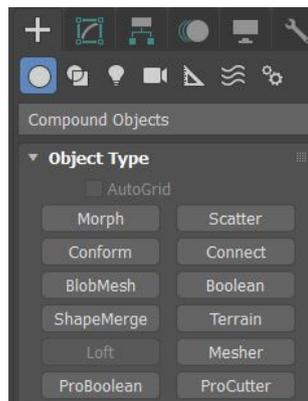 Compound Objects
Object Type
AutoGrid
Morph Scatter
Conform Connect
BlobMesh Boolean
ShapeMerge Terrain
Loft Mesher
ProBoolean ProCutter